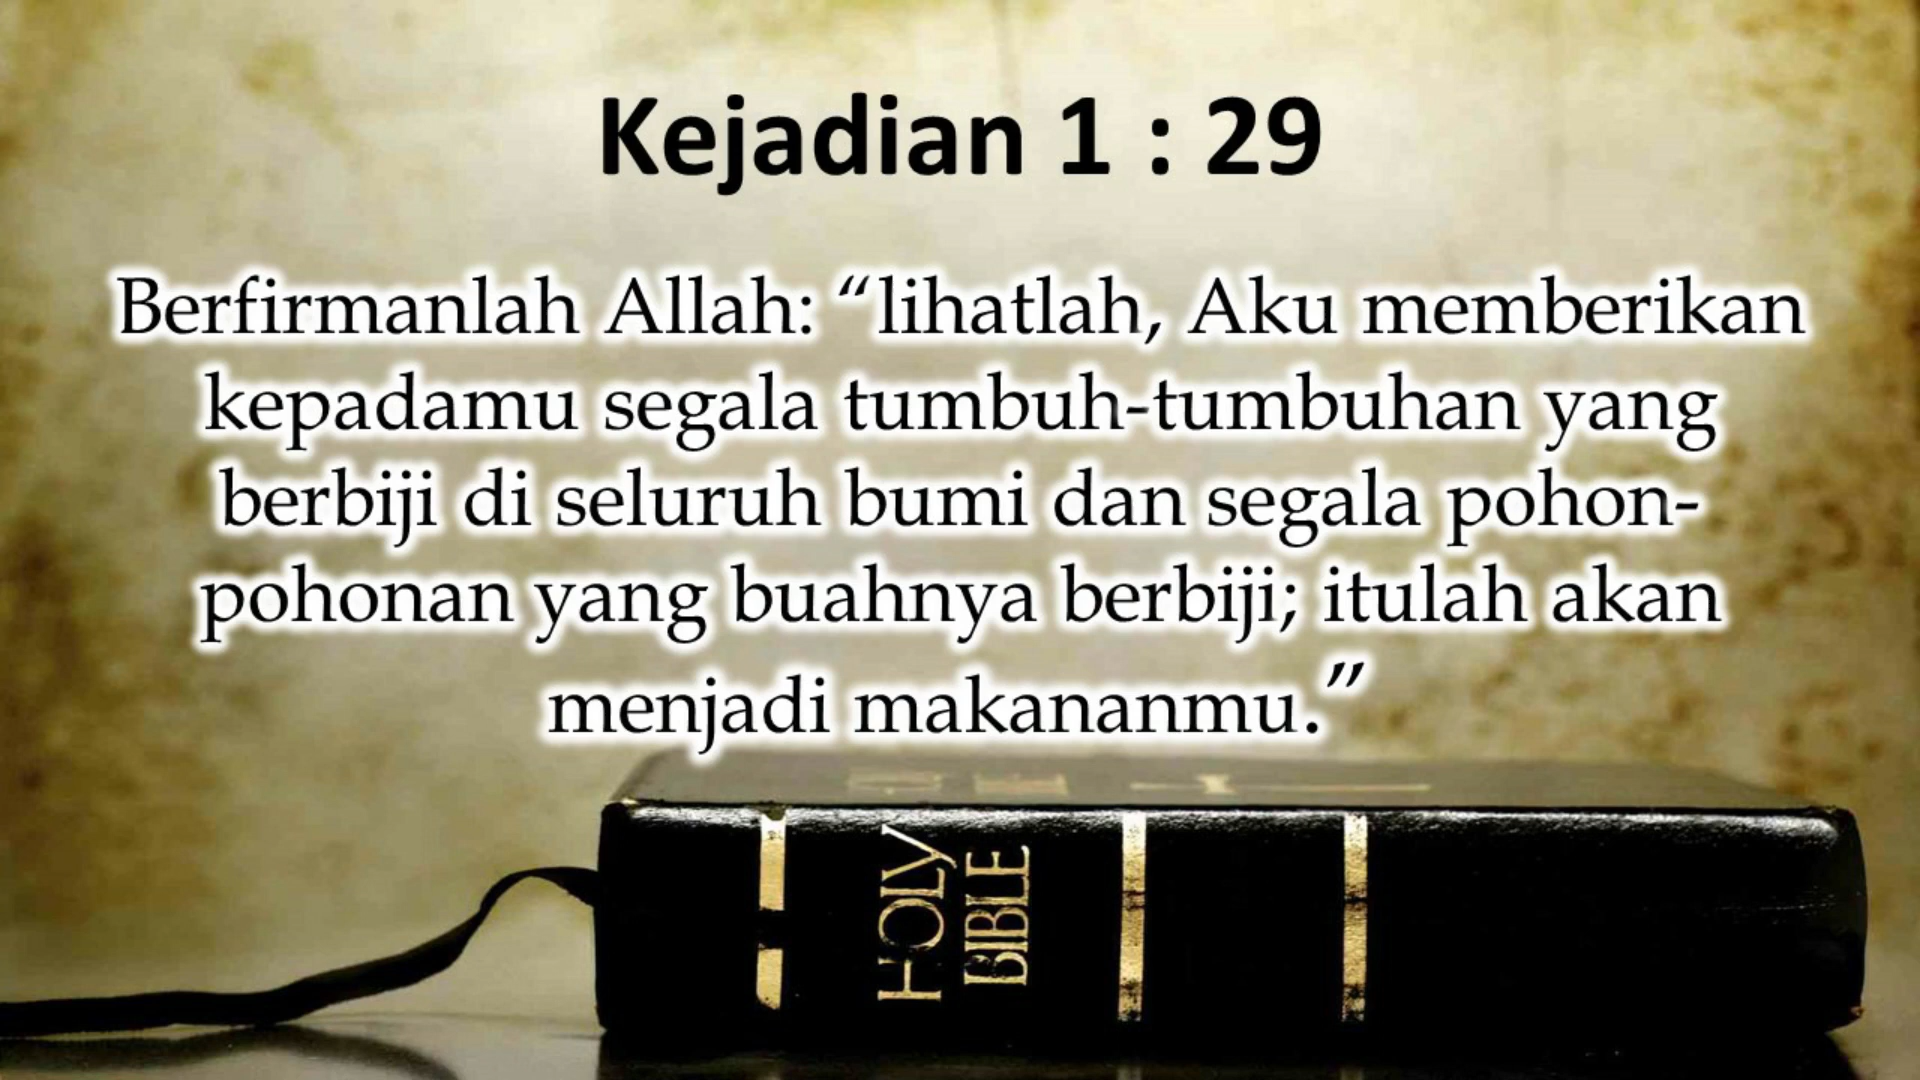 Kejadian 1 : 29
Berfirmanlah Allah: “lihatlah, Aku memberikan
kepadamu segala tumbuh-tumbuhan yang
berbiji di seluruh bumi dan segala pohon-
pohonan yang buahnya berbiji; itulah akan
menjadi makananmu.”
HOLY
BIBLE